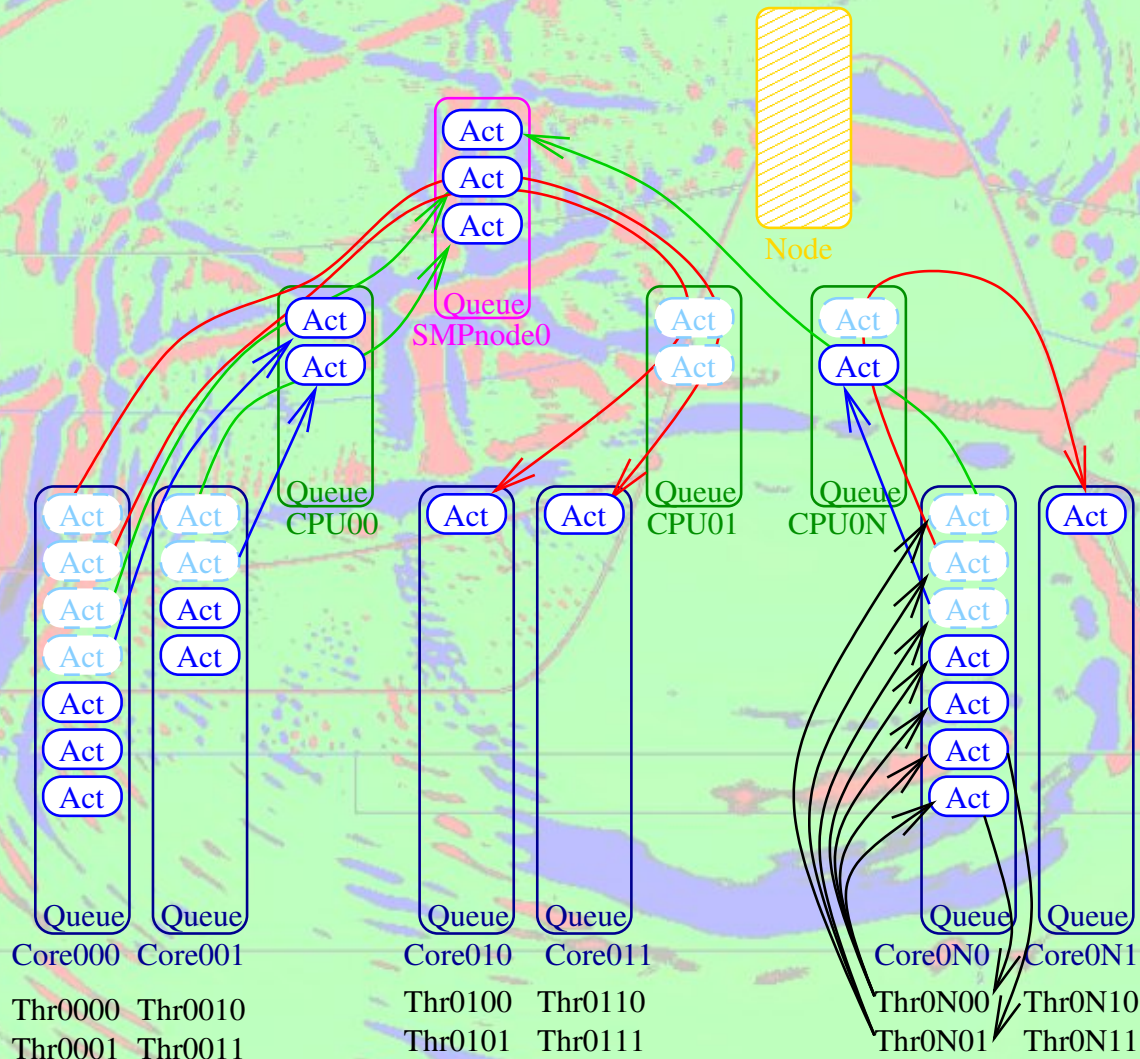 Act
Act
Act
Node
Queue
SMPnode0
Act
Act
Act
Act
Act
Act
Queue
CPU00
Queue
CPU01
Queue
CPU0N
Act
Act
Act
Act
Act
Act
Act
Queue
Core000
Act
Act
Act
Act
Queue
Core001
Act
Queue
Core010
Act
Queue
Core011
Act
Act
Act
Act
Act
Act
Act
Queue
Core0N0
Act
Queue
Core0N1
Thr0000 Thr0010
Thr0001 Thr0011
Thr0100 Thr0110
Thr0101 Thr0111
Thr0N00 Thr0N10
Thr0N01 Thr0N11